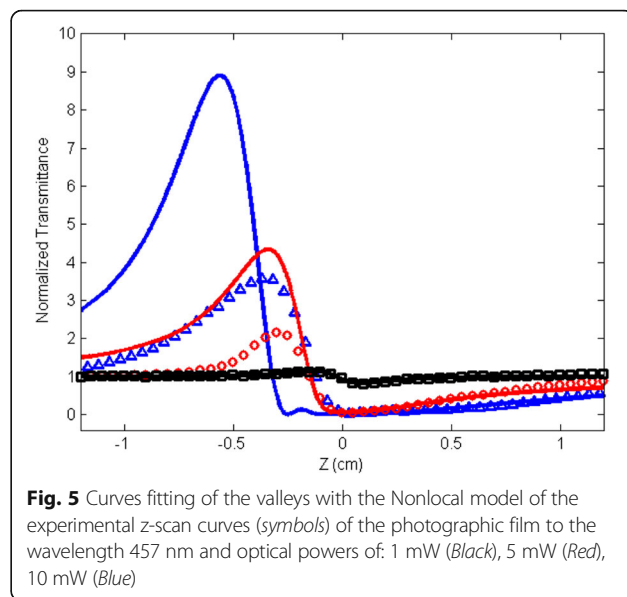 10
9
8
7
6
5
4
3
2
1
0
Normalized Transmittance
-1
-0.5
0
0.5
1
Z (cm)
Fig. 5 Curves fitting of the valleys with the Nonlocal model of the
experimental z-scan curves (symbols) of the photographic film to the
wavelength 457 nm and optical powers of: 1 mW (Black), 5 mW (Red),
10 mW (Blue)